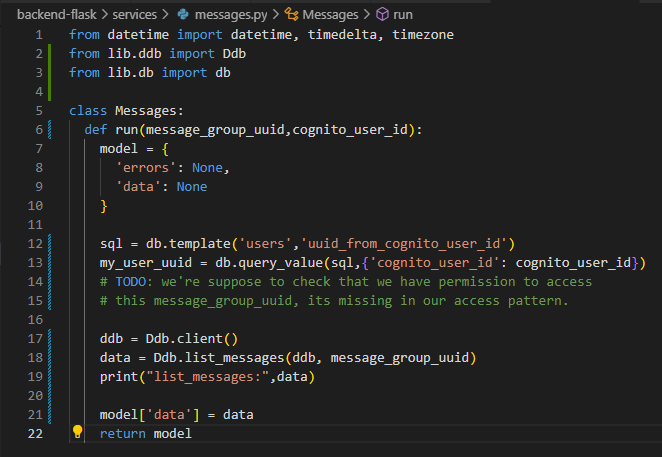 backend-flask > services > messages.py > Messages > run
1 from datetime import datetime, timedelta, timezone
2 from lib.ddb import Ddb
3 from lib.db import db
4
5 class Messages:
6   def run(message_group_uuid,cognito_user_id):
7     model = {
8       'errors': None,
9       'data': None
10     }
11
12     sql = db.template('users','uuid_from_cognito_user_id')
13     my_user_uuid = db.query_value(sql,{'cognito_user_id': cognito_user_id})
14     # TODO: we're suppose to check that we have permission to access
15     # this message_group_uuid, its missing in our access pattern.
16
17     ddb = Ddb.client()
18     data = Ddb.list_messages(ddb, message_group_uuid)
19     print("list_messages:",data)
20
21     model['data'] = data
22     return model